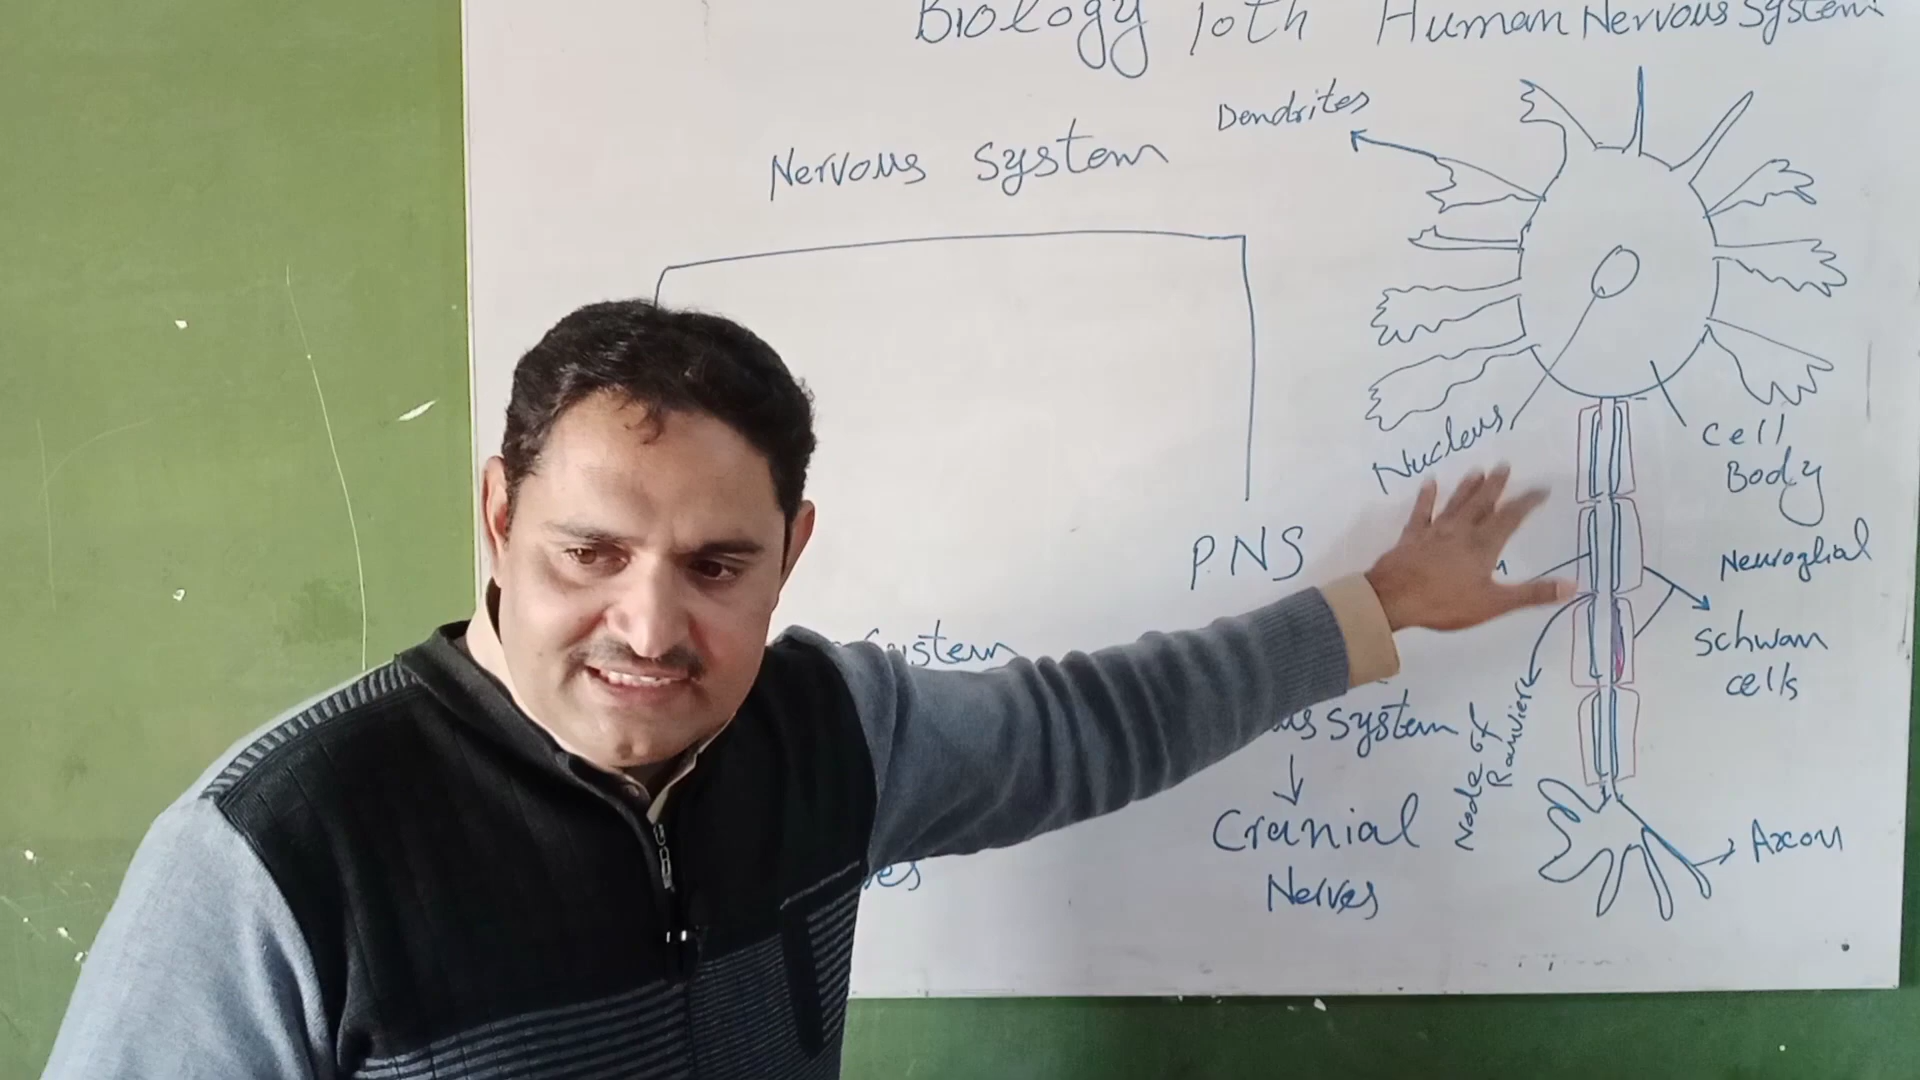 Biology 10th Human Nervous System
Dendrites
Nervous System
Nucleus
Cell
Body
PNS
Neuroglial
Schwan
cells
System
Node of
Ranvier
Cranial
Nerves
Axon